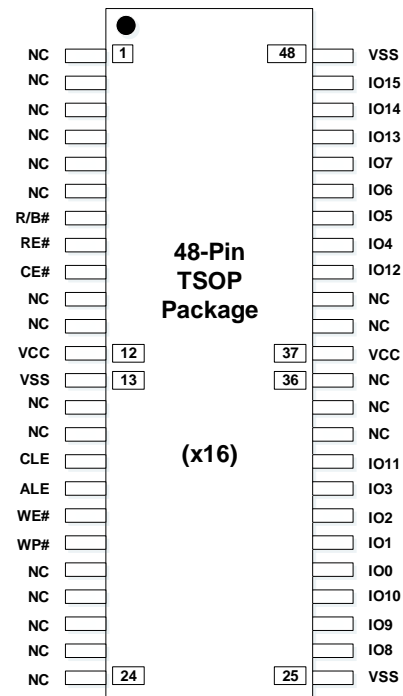 NC 1 48 VSS
NC IO15
NC IO14
NC IO13
NC IO7
NC IO6
R/B# IO5
RE# IO4
CE# IO12
NC NC
NC NC
VCC 12 37 VCC
VSS 13 36 NC
NC NC
NC NC
CLE IO11
ALE IO3
WE# IO2
WP# IO1
NC IO0
NC IO10
NC IO9
NC IO8
NC 24 25 VSS
48-Pin
TSOP
Package
(x16)